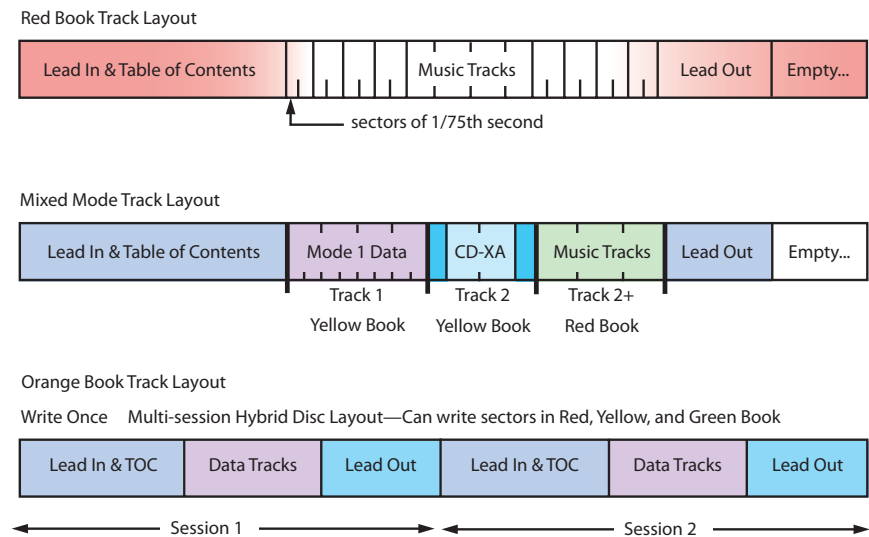 Red Book Track Layout
Lead In & Table of Contents Music Tracks Lead Out Empty...
sectors of 1/75th second
Mixed Mode Track Layout
Lead In & Table of Contents Mode 1 Data CD-XA Music Tracks Lead Out Empty...
Track 1 Track 2 Track 2+
Yellow Book Yellow Book Red Book
Orange Book Track Layout
Write Once Multi-session Hybrid Disc Layout—Can write sectors in Red, Yellow, and Green Book
Lead In & TOC Data Tracks Lead Out Lead In & TOC Data Tracks Lead Out
Session 1 Session 2